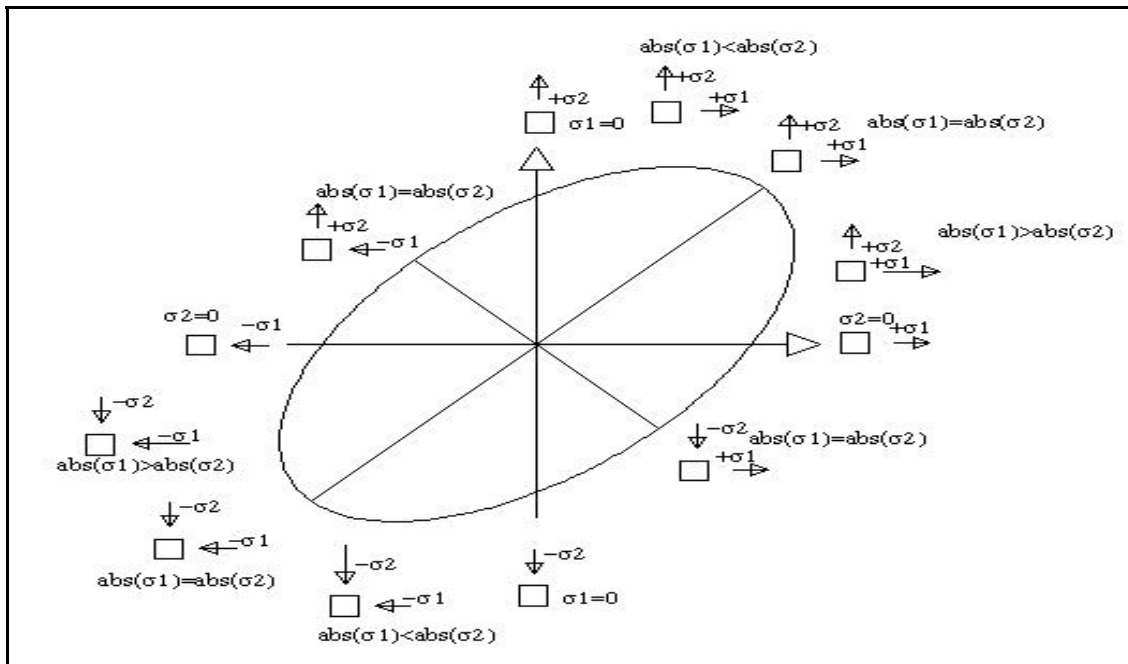 abs(σ1)<abs(σ2)
+σ2
+σ1
+σ2
σ1=0
+σ2
+σ1
abs(σ1)=abs(σ2)
abs(σ1)=abs(σ2)
+σ2
-σ1
+σ2
+σ1
abs(σ1)>abs(σ2)
σ2=0
-σ1
σ2=0
+σ1
-σ2
-σ1
abs(σ1)>abs(σ2)
-σ2
+σ1
abs(σ1)=abs(σ2)
-σ2
-σ1
abs(σ1)=abs(σ2)
-σ2
-σ1
abs(σ1)<abs(σ2)
-σ2
σ1=0